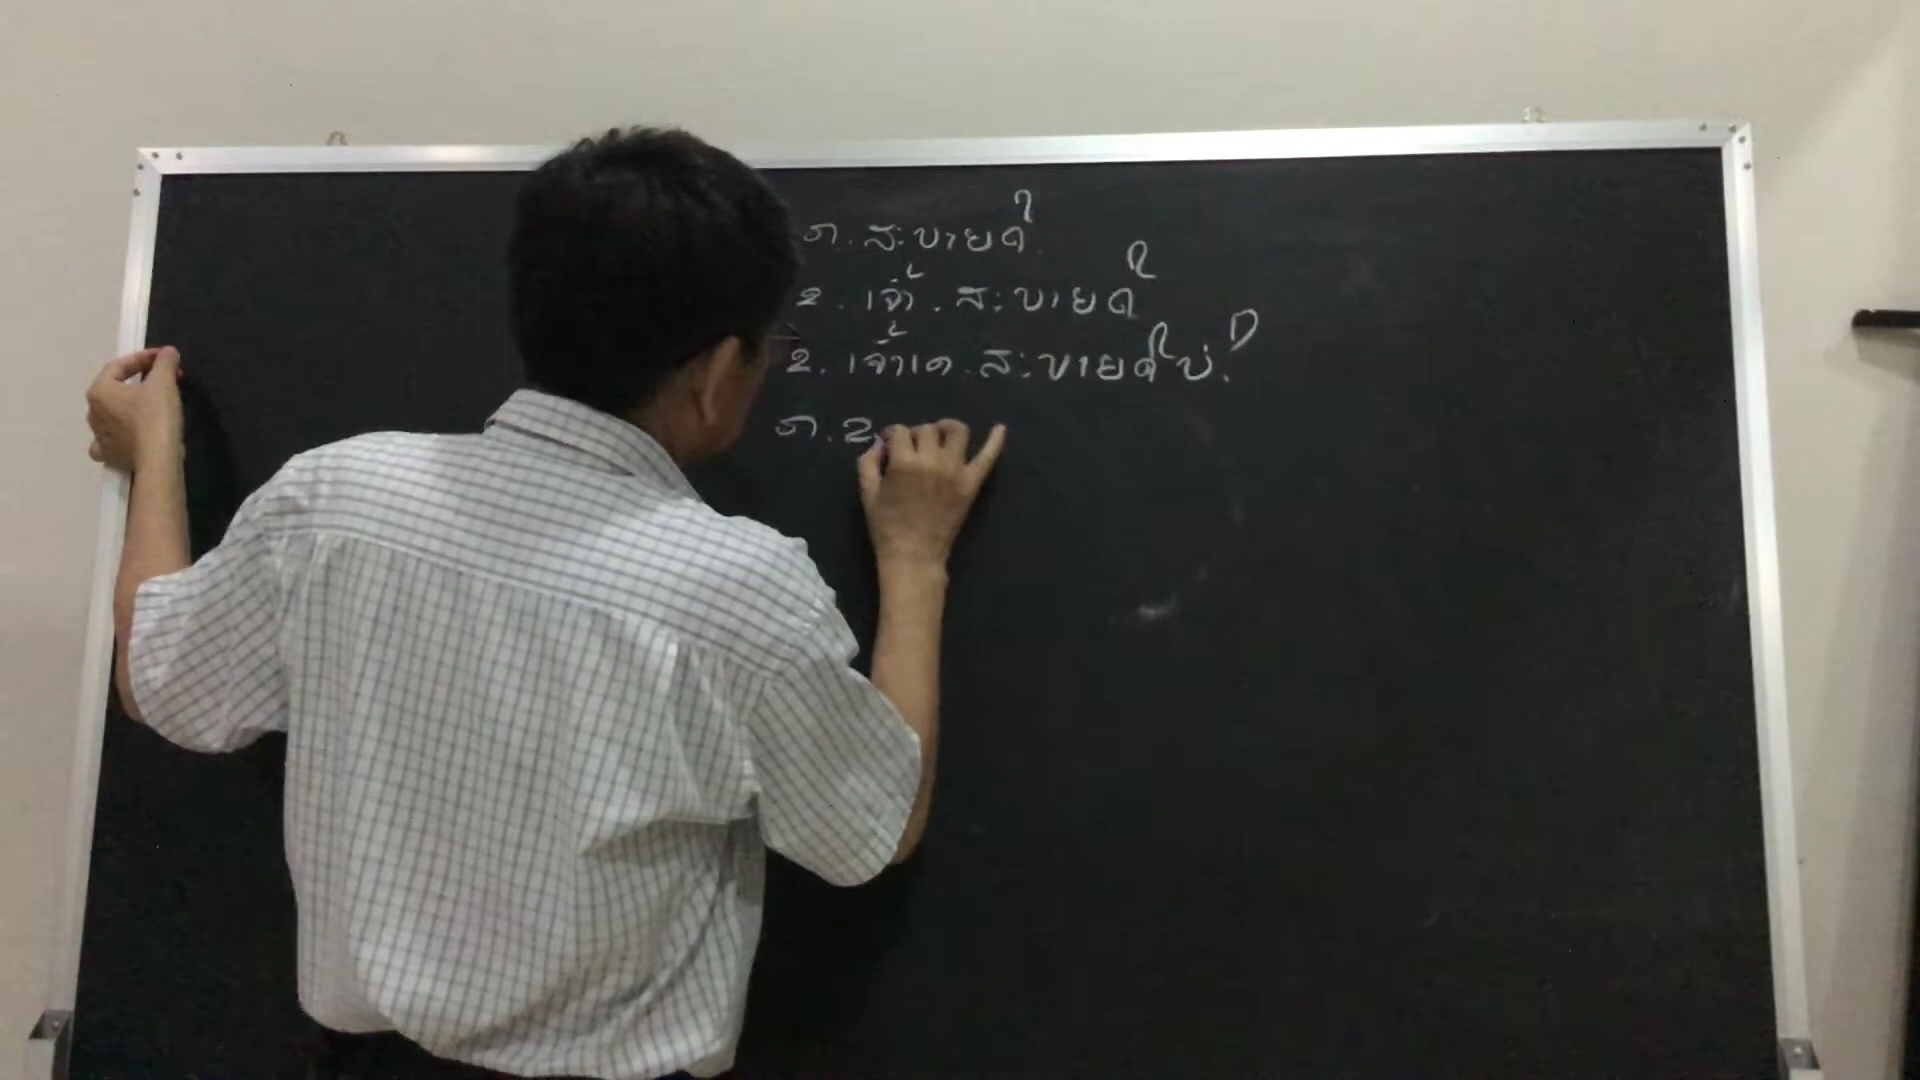 ກ. ສະບາຍດີ.
ຂ. ເຈົ້າ. ສະບາຍດີ
ຂ. ເຈົ້າເດ. ສະບາຍດີບໍ່.
ກ. ຂ